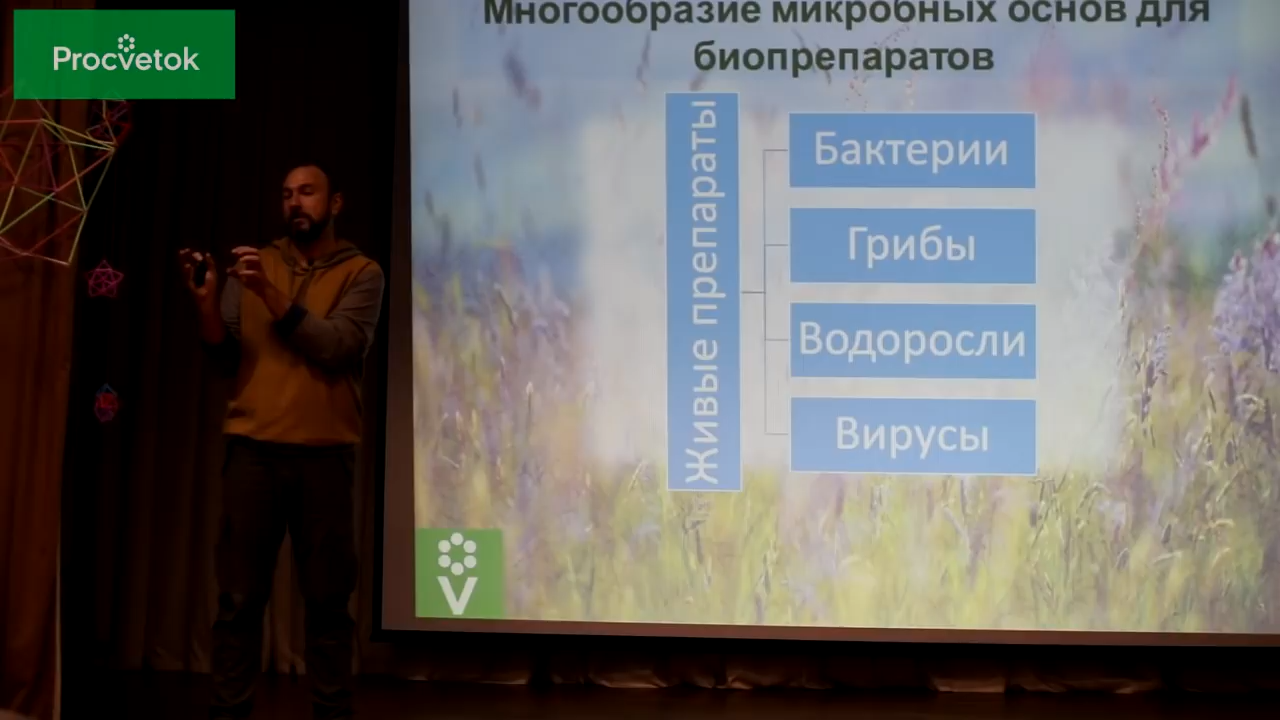 Procvetok
Многообразие микробных основ для
биопрепаратов
Живые препараты
Бактерии
Грибы
Водоросли
Вирусы